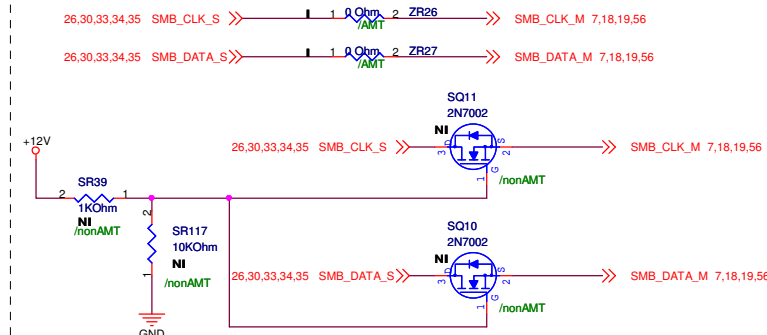 26,30,33,34,35 SMB_CLK_S 1 0 Ohm 2 ZR26 SMB_CLK_M 7,18,19,56
/AMT
26,30,33,34,35 SMB_DATA_S 1 0 Ohm 2 ZR27 SMB_DATA_M 7,18,19,56
/AMT
SQ11
2N7002
NI
+12V
26,30,33,34,35 SMB_CLK_S 3 D S 2 SMB_CLK_M 7,18,19,56
G
1
/nonAMT
SR39
2 1
1KOhm
NI
/nonAMT
2
SR117
10KOhm
NI
1
/nonAMT
GND
SQ10
2N7002
NI
26,30,33,34,35 SMB_DATA_S 3 D S 2 SMB_DATA_M 7,18,19,56
G
1
/nonAMT